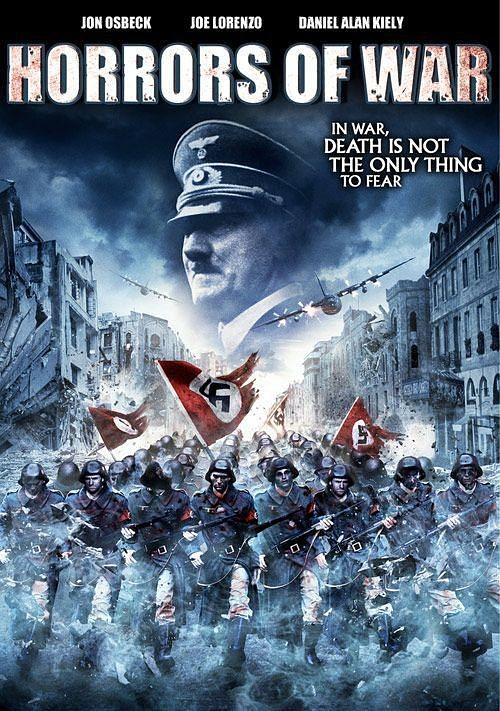 JON OSBECK JOE LORENZO DANIEL ALAN KIELY
HORRORS OF WAR
IN WAR,
DEATH IS NOT
THE ONLY THING
TO FEAR